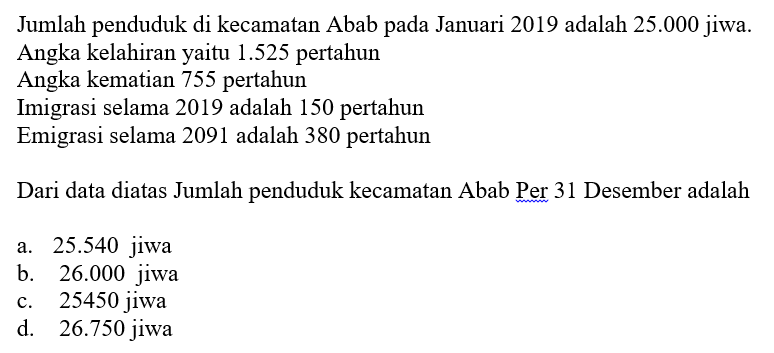 Jumlah penduduk di kecamatan Abab pada Januari 2019 adalah 25.000 jiwa.
Angka kelahiran yaitu 1.525 pertahun
Angka kematian 755 pertahun
Imigrasi selama 2019 adalah 150 pertahun
Emigrasi selama 2091 adalah 380 pertahun
Dari data diatas Jumlah penduduk kecamatan Abab Per 31 Desember adalah
a. 25.540 jiwa
b. 26.000 jiwa
c. 25450 jiwa
d. 26.750 jiwa